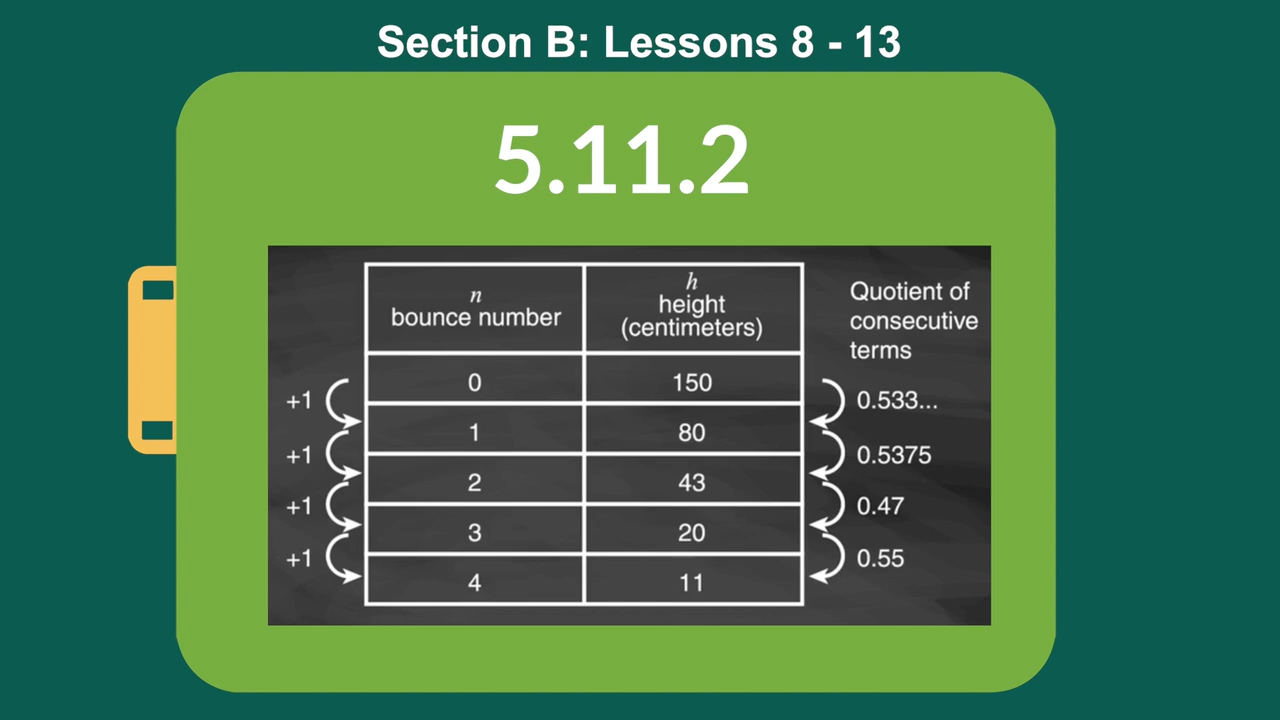 Section B: Lessons 8 - 13
5.11.2
n
bounce number
h
height
(centimeters)
Quotient of
consecutive
terms
0 150
+1 0.533...
1 80
+1 0.5375
2 43
+1 0.47
3 20
+1 0.55
4 11